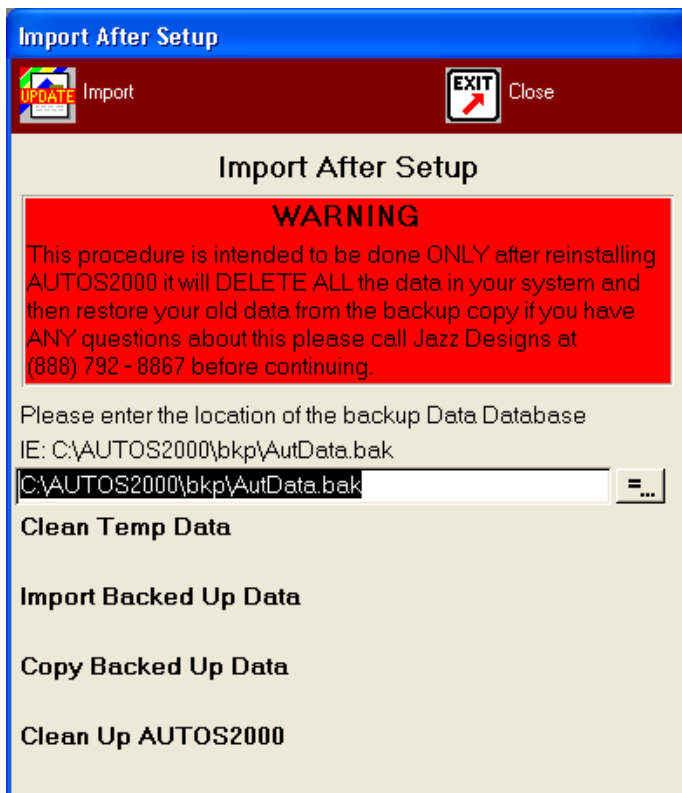 Import After Setup
UPDATE Import
EXIT Close
Import After Setup
WARNING
This procedure is intended to be done ONLY after reinstalling
AUTOS2000 it will DELETE ALL the data in your system and
then restore your old data from the backup copy if you have
ANY questions about this please call Jazz Designs at
(888) 792 - 8867 before continuing.
Please enter the location of the backup Data Database
IE: C:\AUTOS2000\bkp\AutData.bak
C:\AUTOS2000\bkp\AutData.bak =...
Clean Temp Data
Import Backed Up Data
Copy Backed Up Data
Clean Up AUTOS2000